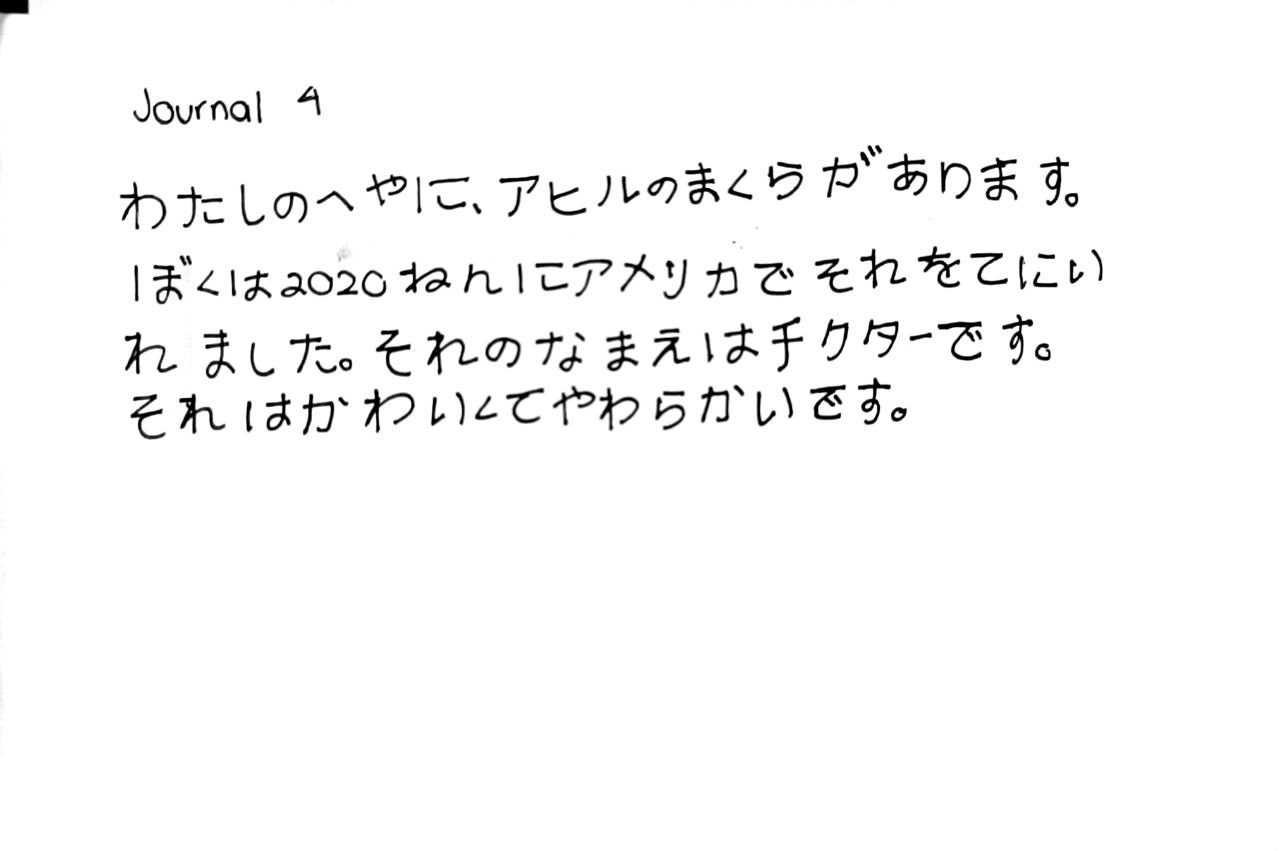 Journal 4
わたしのへやに、アヒルのまくらがあります。
ぼくは2020ねんにアメリカでそれをてにい
れました。それのなまえはチクターです。
それはかわいくてやわらかいです。